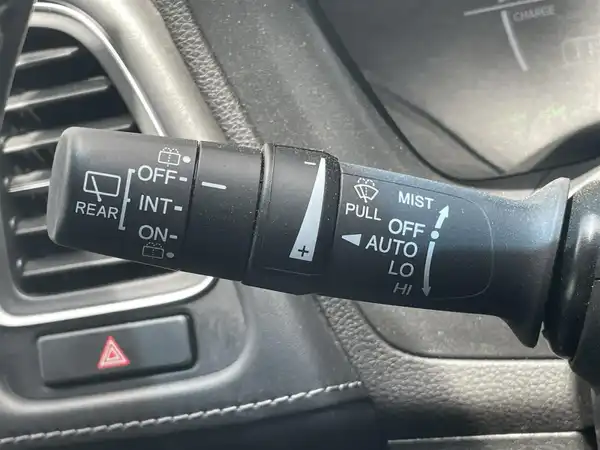 CHARGE
REAR
OFF
INT
ON
−
+
PULL
MIST
OFF
AUTO
LO
HI